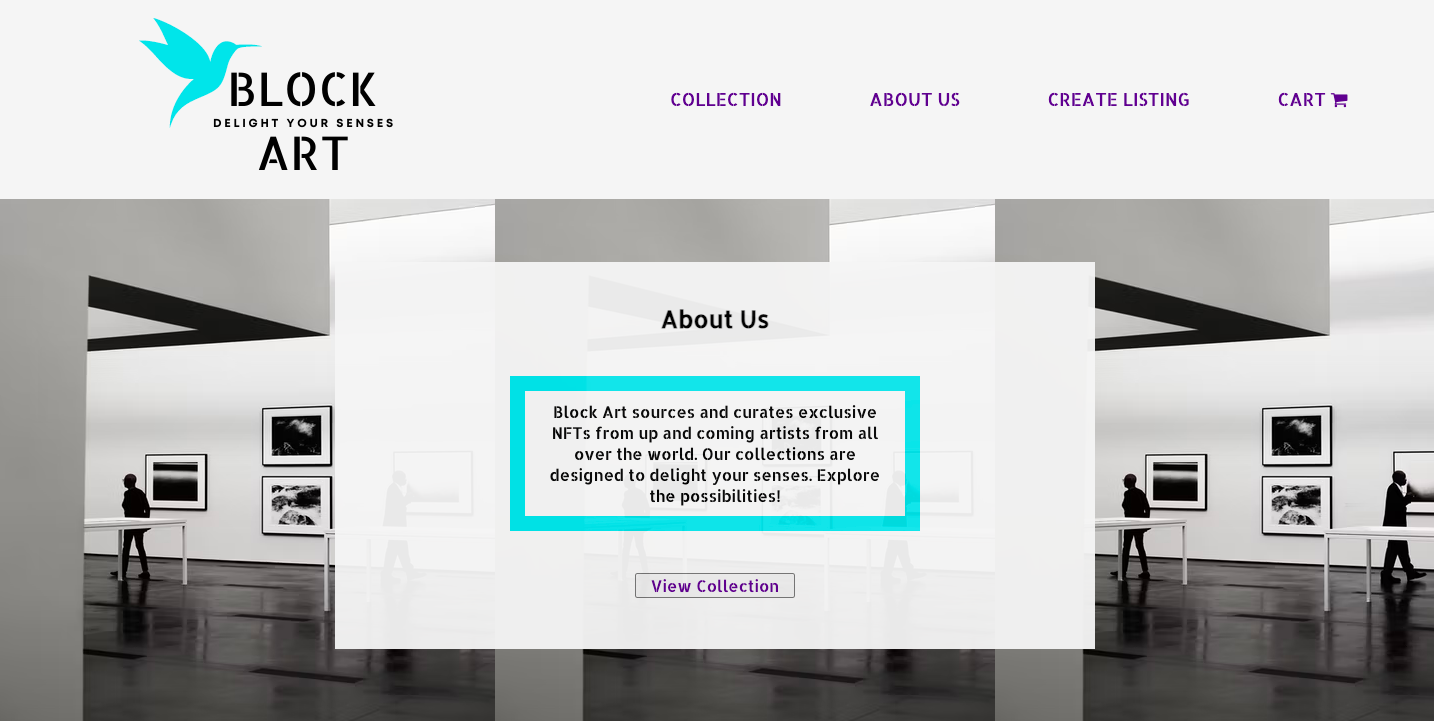 BLOCK
DELIGHT YOUR SENSES
ART
COLLECTION
ABOUT US
CREATE LISTING
CART
About Us
Block Art sources and curates exclusive
NFTs from up and coming artists from all
over the world. Our collections are
designed to delight your senses. Explore
the possibilities!
View Collection